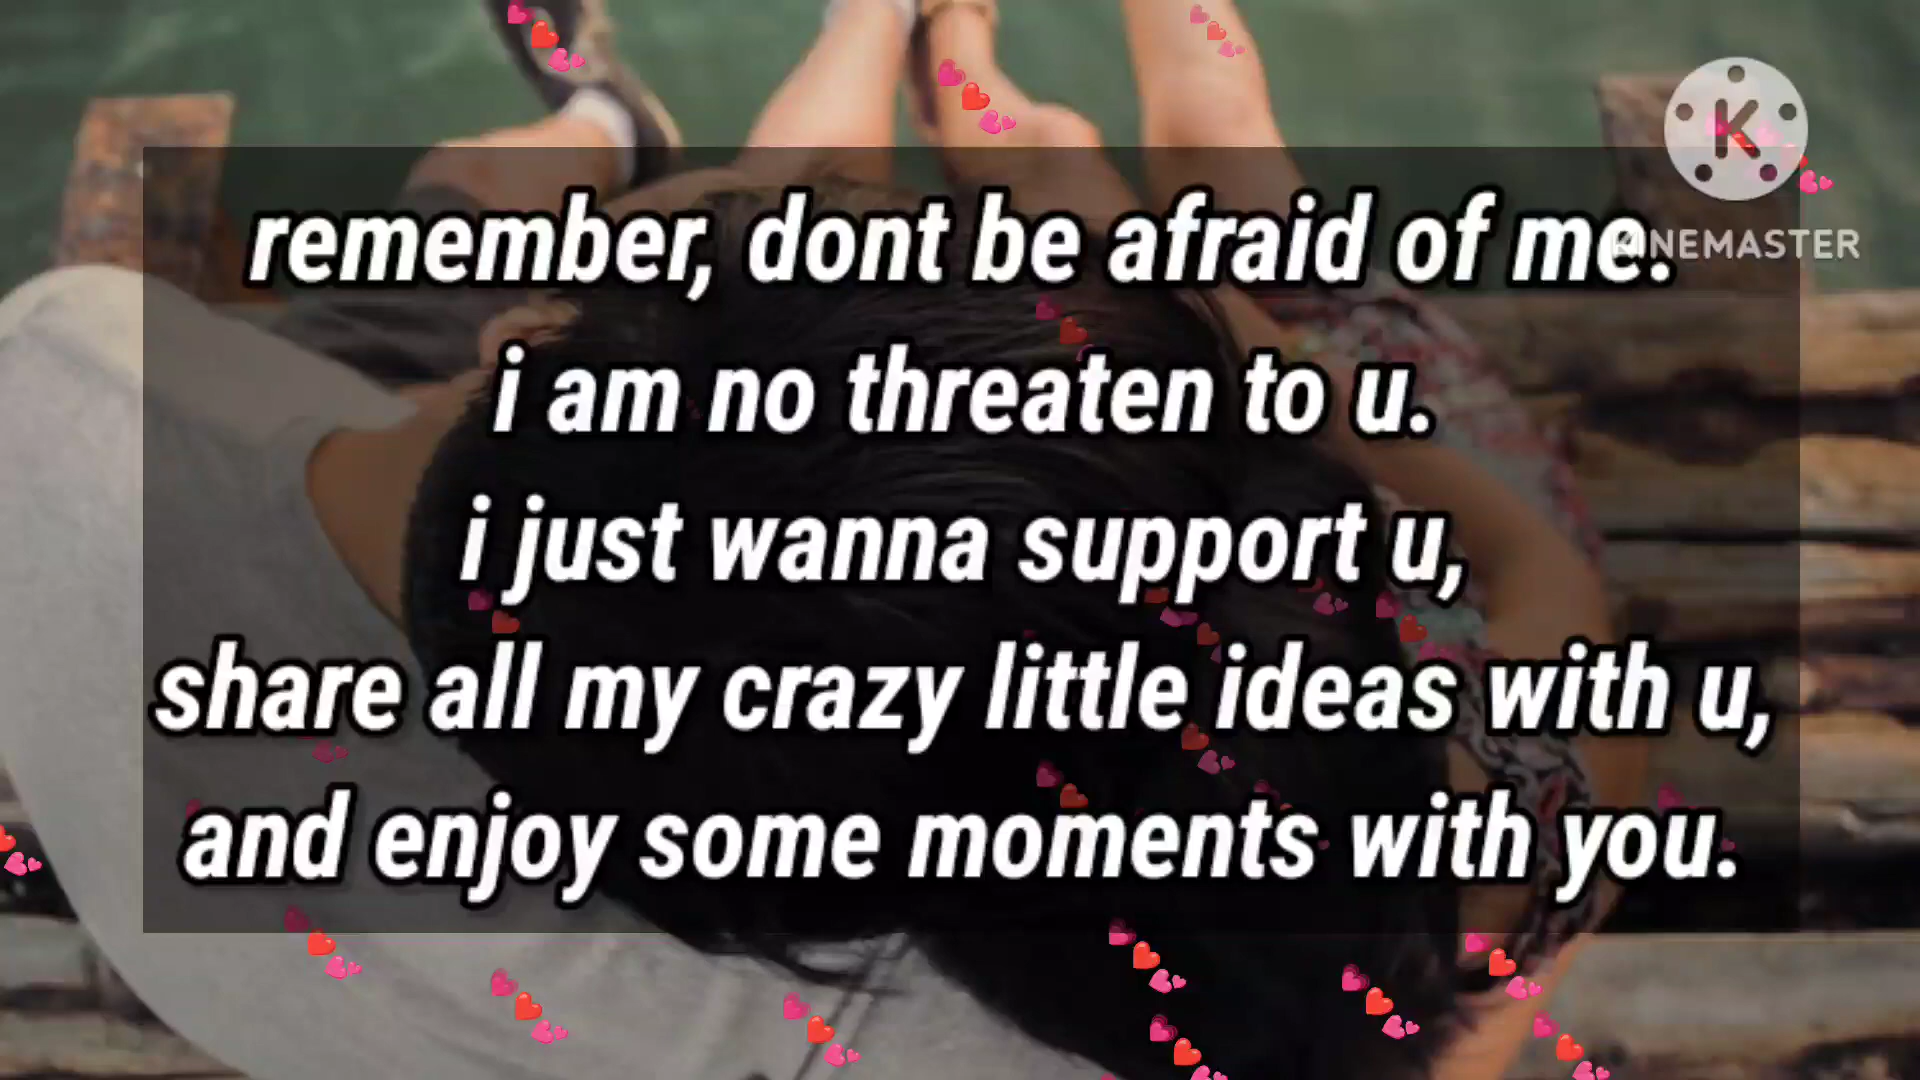 K
KINEMASTER
remember, dont be afraid of me.
i am no threaten to u.
i just wanna support u,
share all my crazy little ideas with u,
and enjoy some moments with you.